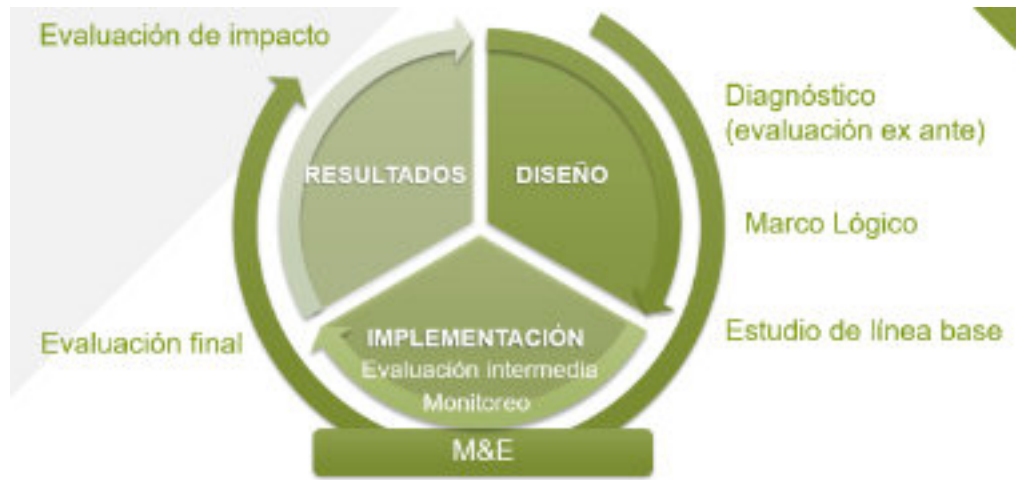 Evaluación de impacto
Diagnóstico
(evaluación ex ante)
RESULTADOS
DISEÑO
Marco Lógico
Evaluación final
IMPLEMENTACIÓN
Evaluación intermedia
Monitoreo
Estudio de línea base
M&E